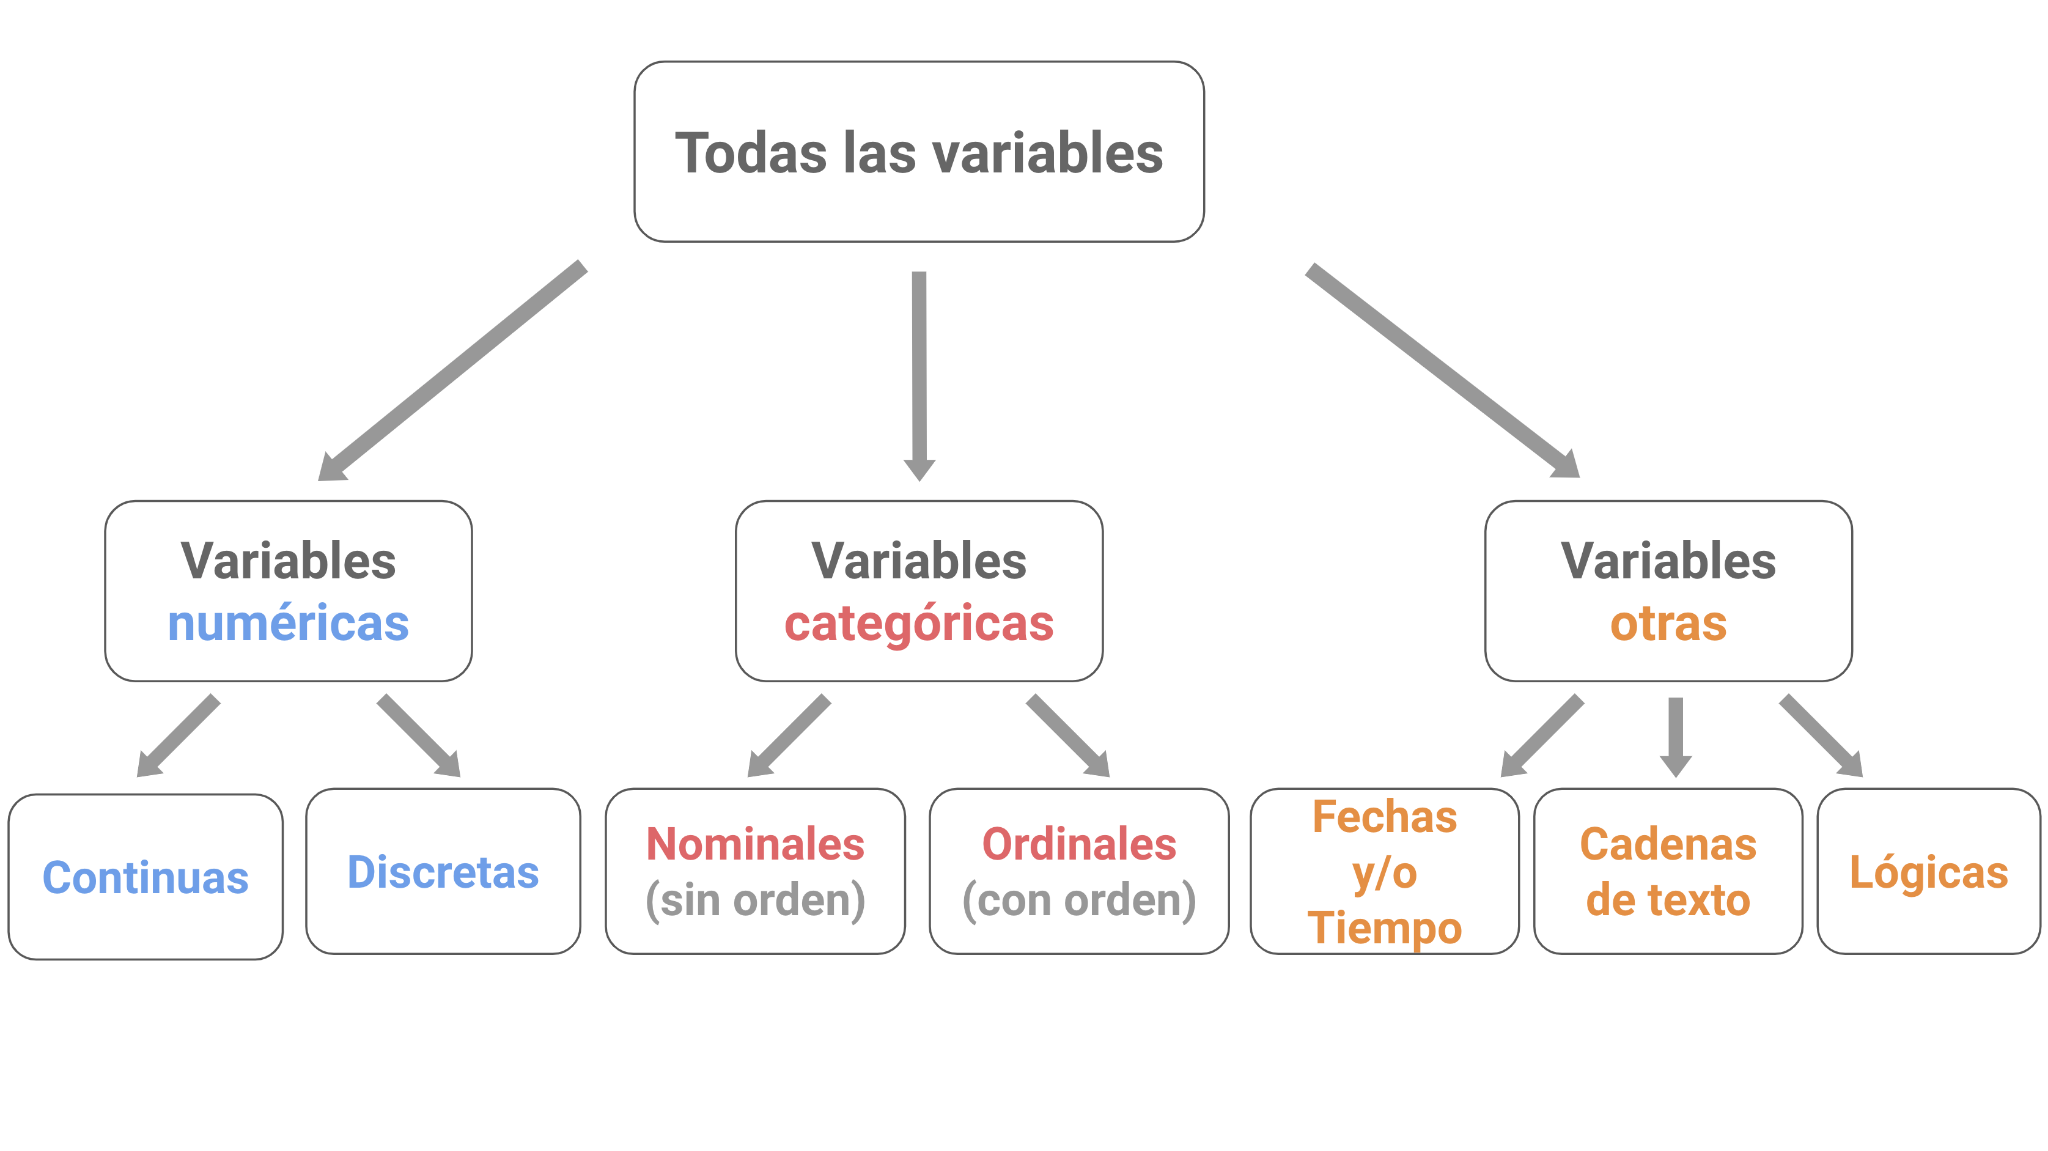 Todas las variables
Variables
numéricas
Variables
categóricas
Variables
otras
Continuas
Discretas
Nominales
(sin orden)
Ordinales
(con orden)
Fechas
y/o
Tiempo
Cadenas
de texto
Lógicas